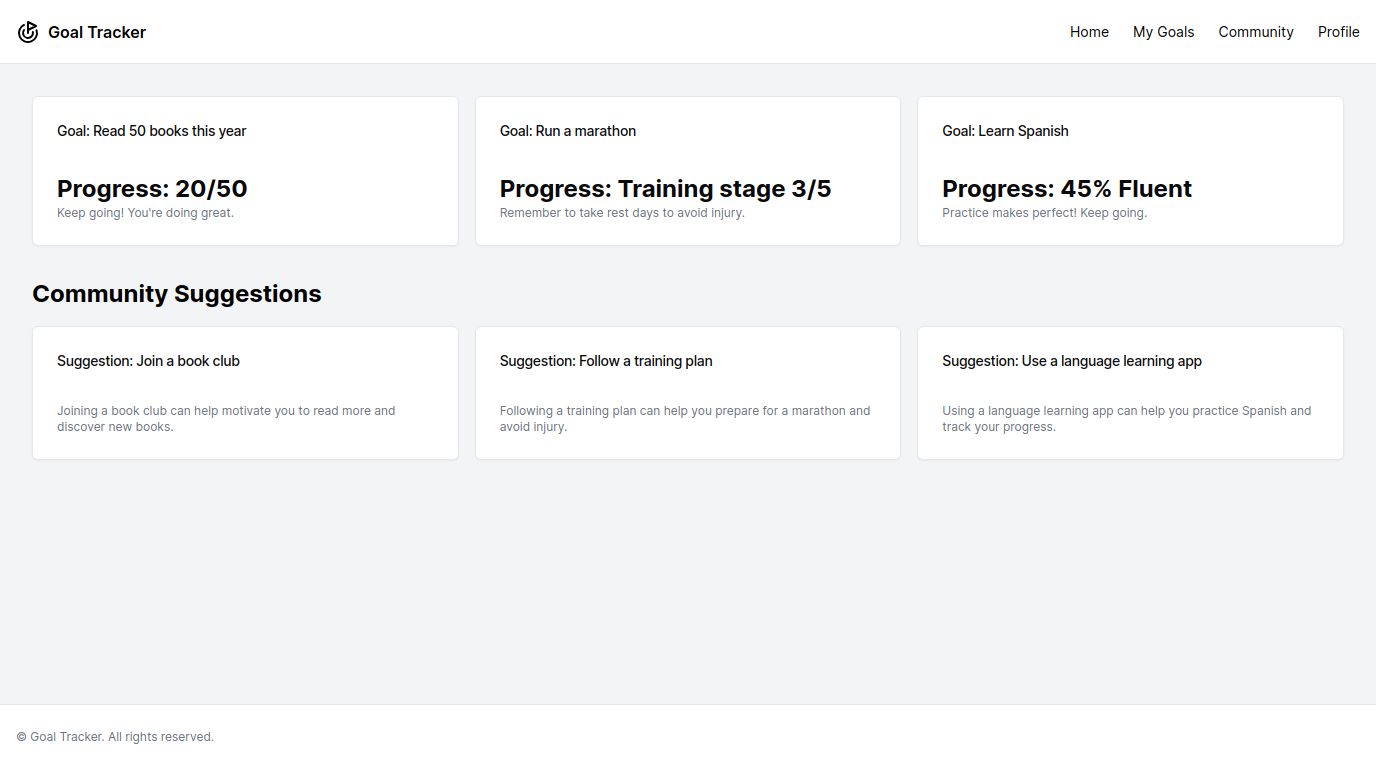 Goal Tracker
Home
My Goals
Community
Profile
Goal: Read 50 books this year
Progress: 20/50
Keep going! You're doing great.
Goal: Run a marathon
Progress: Training stage 3/5
Remember to take rest days to avoid injury.
Goal: Learn Spanish
Progress: 45% Fluent
Practice makes perfect! Keep going.
Community Suggestions
Suggestion: Join a book club
Joining a book club can help motivate you to read more and
discover new books.
Suggestion: Follow a training plan
Following a training plan can help you prepare for a marathon and
avoid injury.
Suggestion: Use a language learning app
Using a language learning app can help you practice Spanish and
track your progress.
© Goal Tracker. All rights reserved.